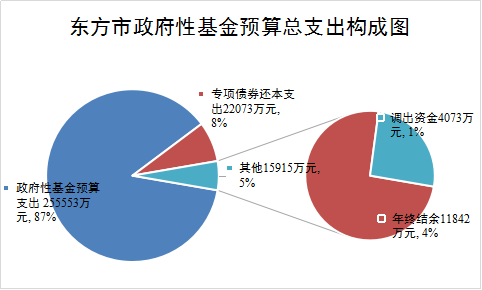 东方市政府性基金预算总支出构成图
专项债券还本支
出22073万元,
8%
调出资金4073万
元, 1%
其他15915万元,
5%
政府性基金预算
支出 255553万
元, 87%
年终结余11842
万元, 4%